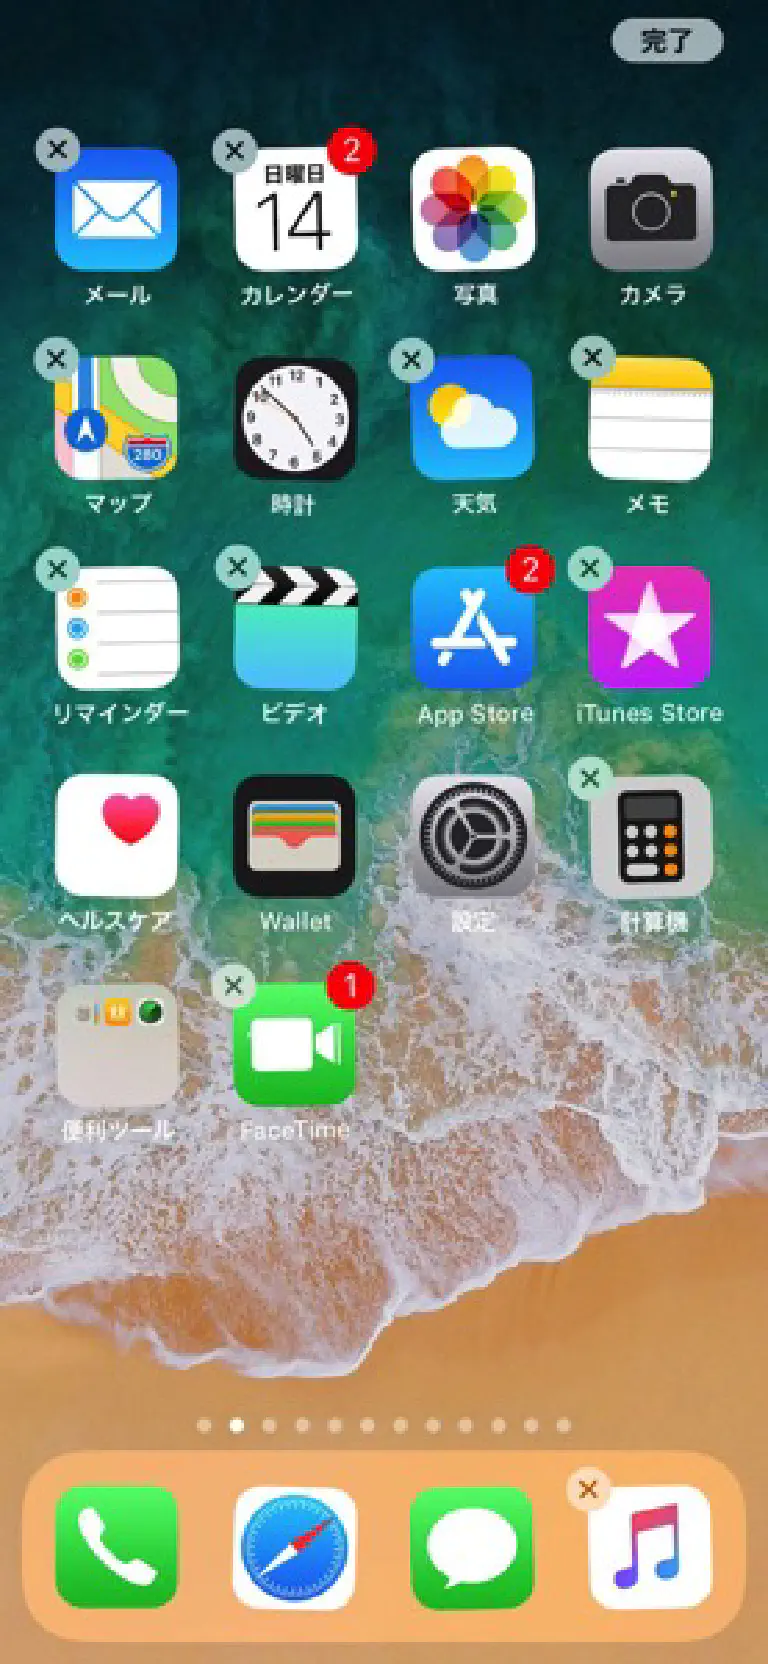 完了
2
日曜日
14
メール
カレンダー
写真
カメラ
12
1
2
3
4
5
6
7
8
9
10
11
280
マップ
時計
天気
メモ
2
リマインダー
ビデオ
App Store
iTunes Store
ヘルスケア
Wallet
設定
計算機
1
便利ツール
FaceTime